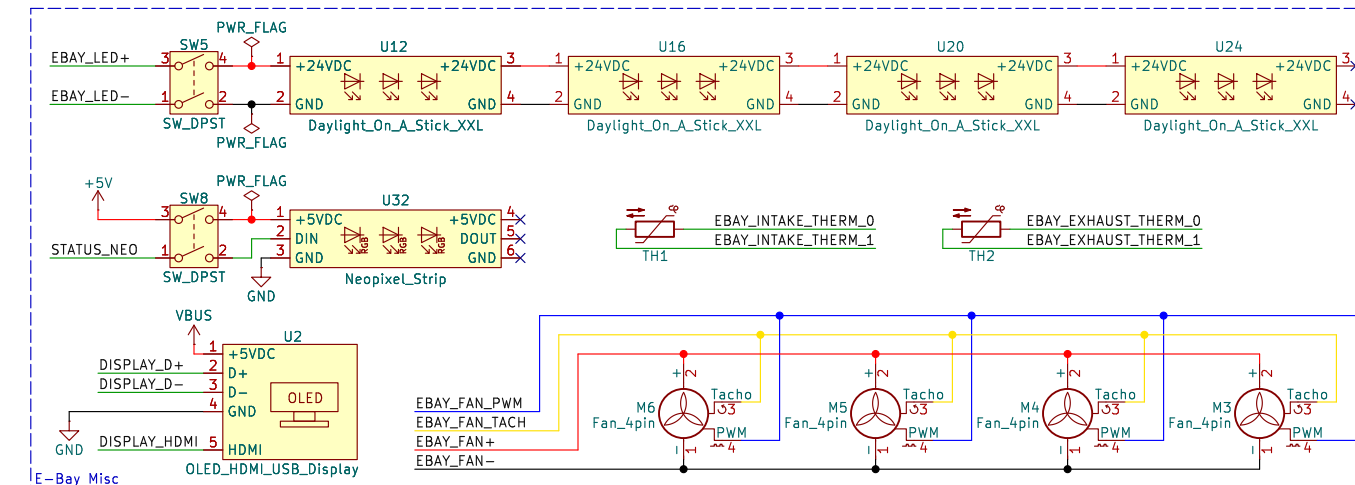 PWR_FLAG
SW5 U12 U16 U20 U24
EBAY_LED+ 3 4 1 +24VDC +24VDC 3 1 +24VDC +24VDC 3 1 +24VDC +24VDC 3 1 +24VDC +24VDC 3
EBAY_LED- 1 2 2 GND GND 4 2 GND GND 4 2 GND GND 4 2 GND GND 4
SW_DPST Daylight_On_A_Stick_XXL Daylight_On_A_Stick_XXL Daylight_On_A_Stick_XXL Daylight_On_A_Stick_XXL
PWR_FLAG
+5V PWR_FLAG
SW8 U32
3 4 1 +5VDC +5VDC 4
2 DIN DOUT 5
STATUS_NEO 1 2 3 GND GND 6
RGB RGB RGB
SW_DPST Neopixel_Strip
GND
EBAY_INTAKE_THERM_0
EBAY_INTAKE_THERM_1
TH1
EBAY_EXHAUST_THERM_0
EBAY_EXHAUST_THERM_1
TH2
VBUS
U2
1 +5VDC
DISPLAY_D+ 2 D+
DISPLAY_D- 3 D-
4 GND
OLED
GND
DISPLAY_HDMI 5 HDMI
OLED_HDMI_USB_Display
EBAY_FAN_PWM
EBAY_FAN_TACH
EBAY_FAN+
EBAY_FAN-
+ 2 + 2 + 2 + 2
Tacho Tacho Tacho Tacho
M6 3 M5 3 M4 3 M3 3
Fan_4pin Fan_4pin Fan_4pin Fan_4pin
PWM PWM PWM PWM
- 1 4 - 1 4 - 1 4 - 1 4
E-Bay Misc